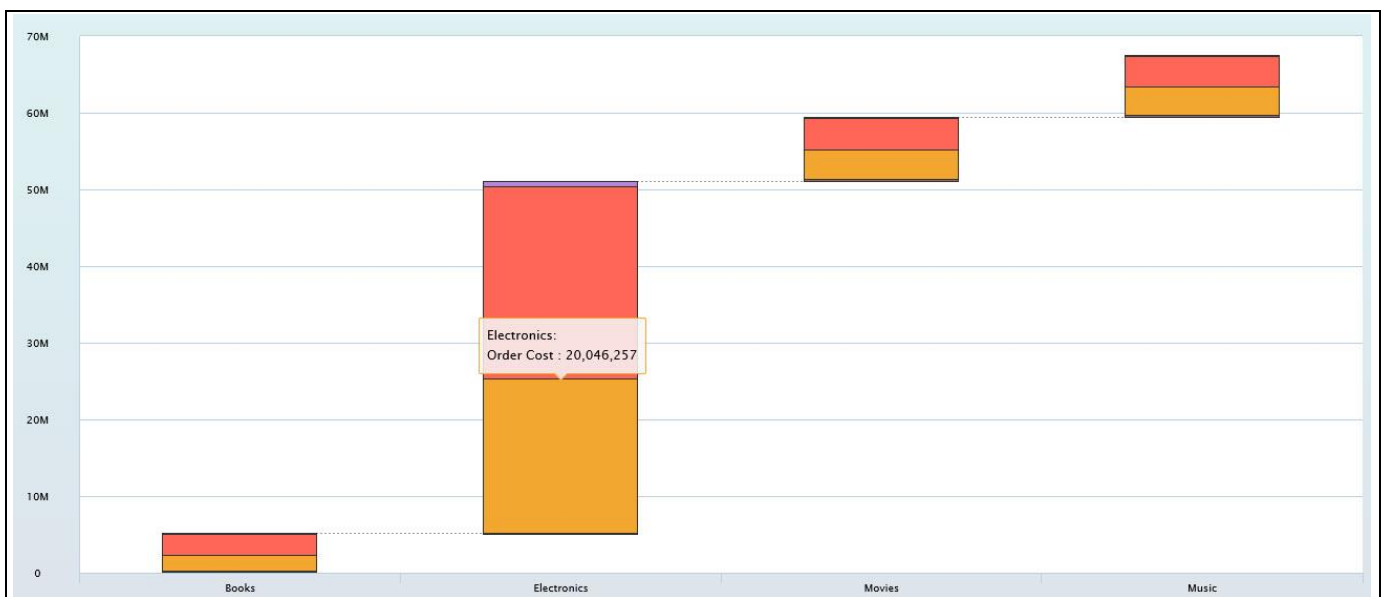 70M
60M
50M
40M
30M
20M
10M
0
Electronics:
Order Cost : 20,046,257
Books
Electronics
Movies
Music